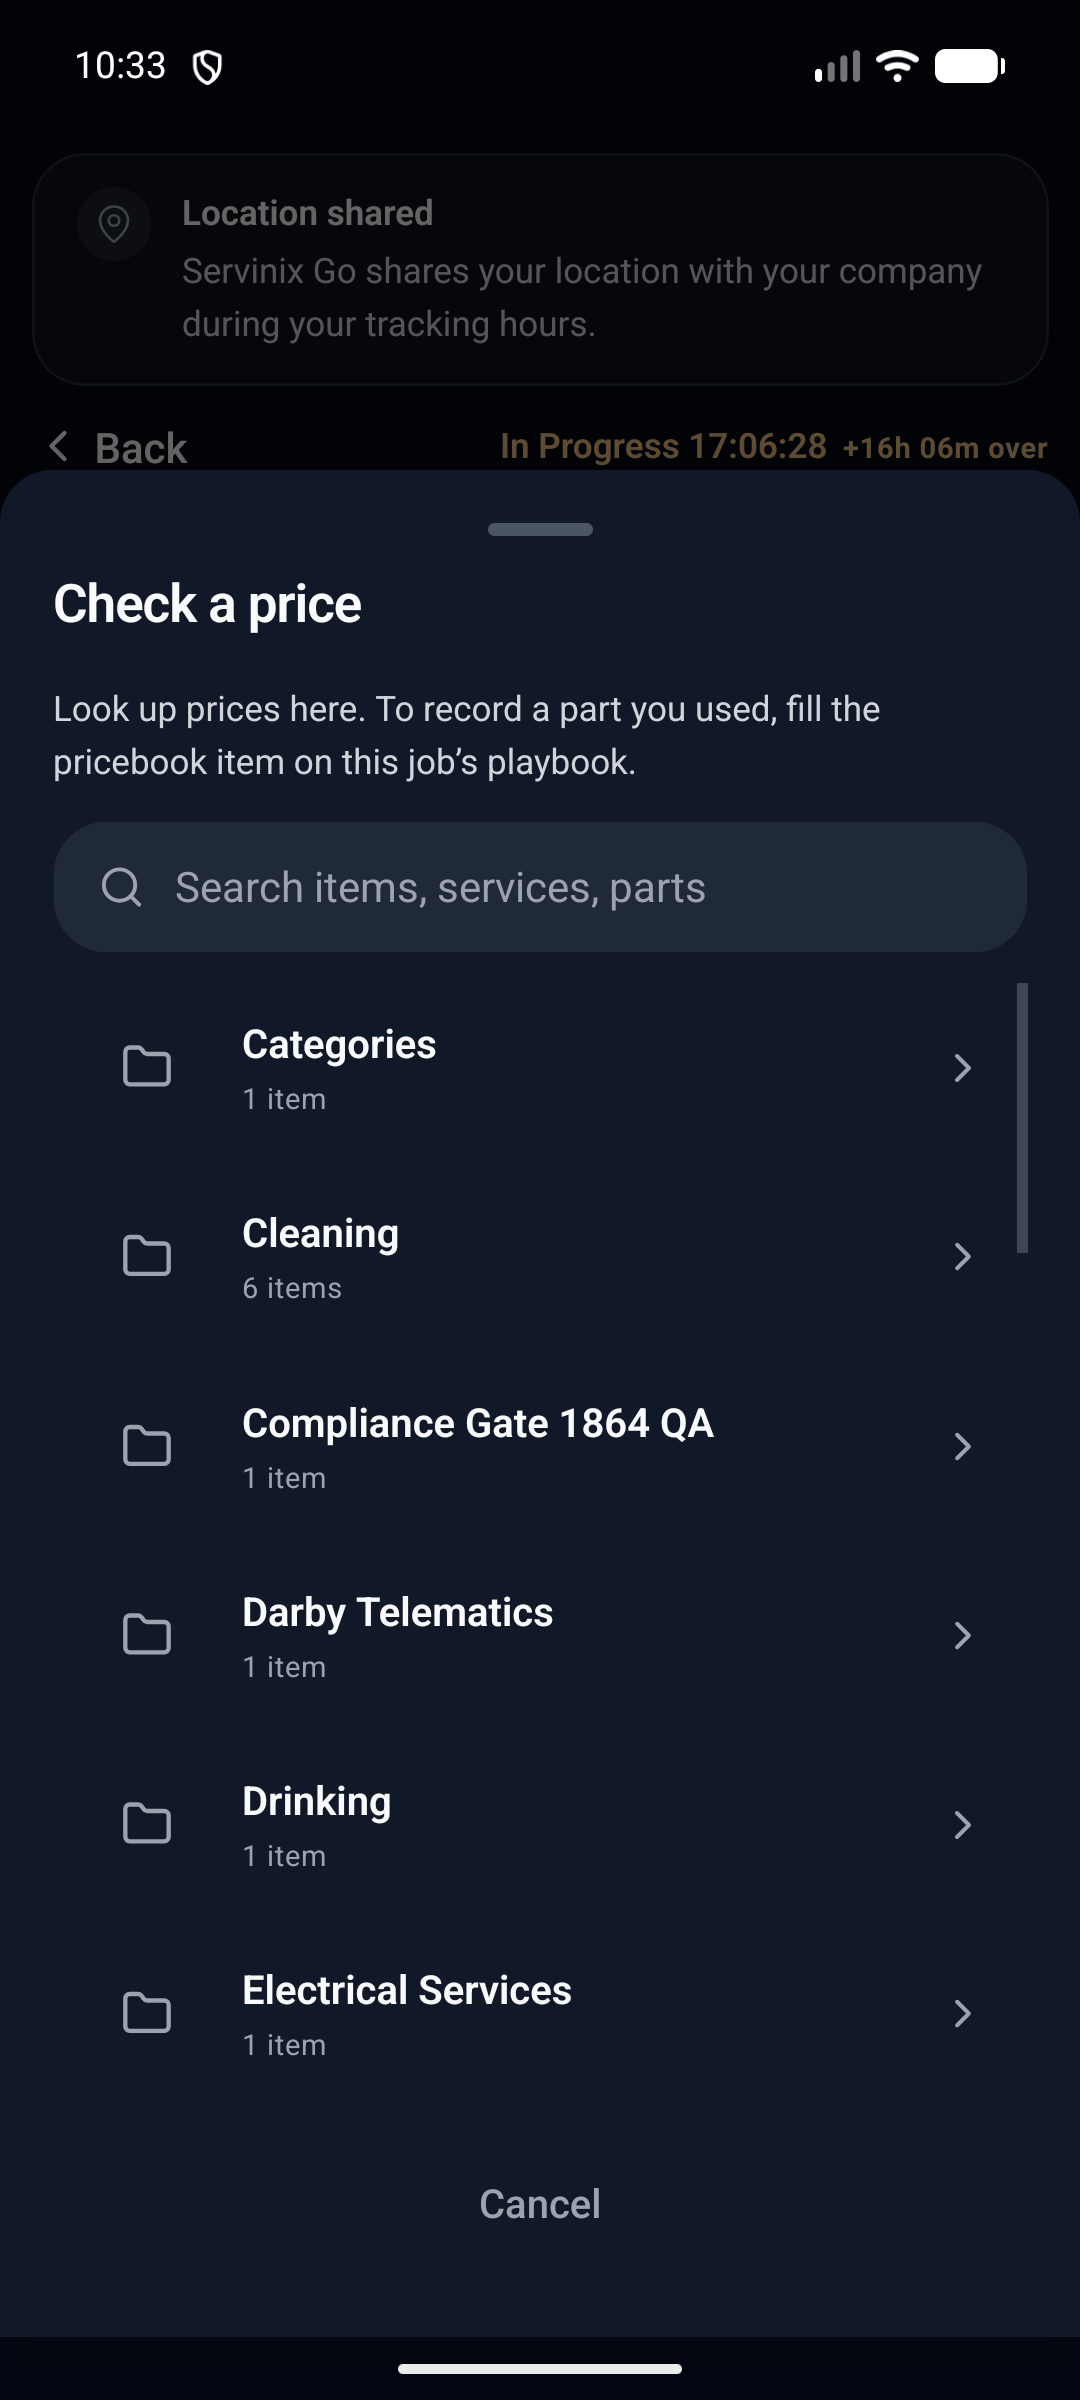 10:33
Location shared
Servinix Go shares your location with your company
during your tracking hours.
Back
In Progress 17:06:28 +16h 06m over
Check a price
Look up prices here. To record a part you used, fill the
pricebook item on this job’s playbook.
Search items, services, parts
Categories
1 item
Cleaning
6 items
Compliance Gate 1864 QA
1 item
Darby Telematics
1 item
Drinking
1 item
Electrical Services
1 item
Cancel